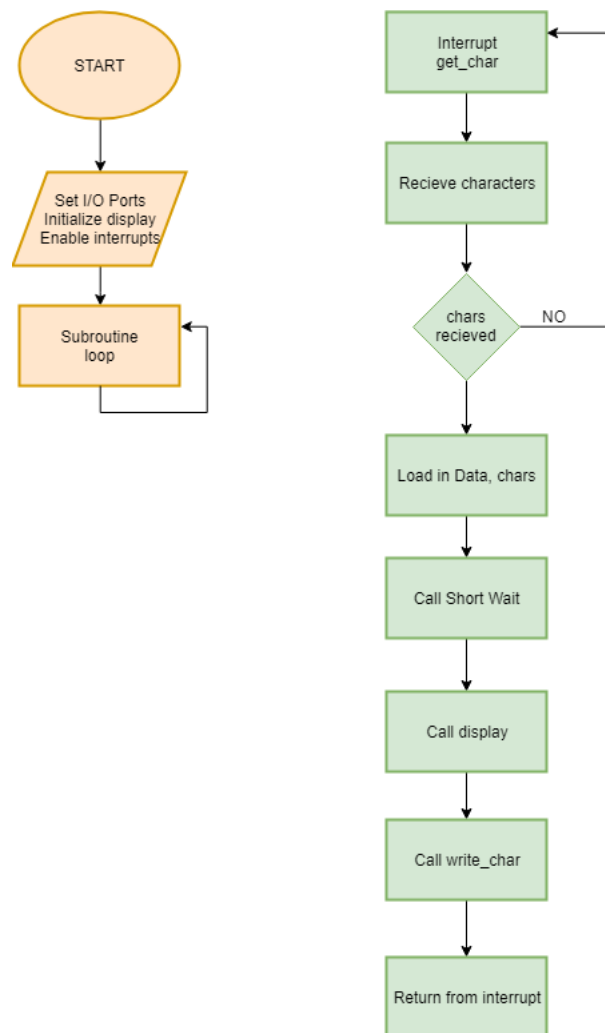 START
Set I/O Ports
Initialize display
Enable interrupts
Subroutine
loop
Interrupt
get_char
Recieve characters
chars
recieved
NO
Load in Data, chars
Call Short Wait
Call display
Call write_char
Return from interrupt